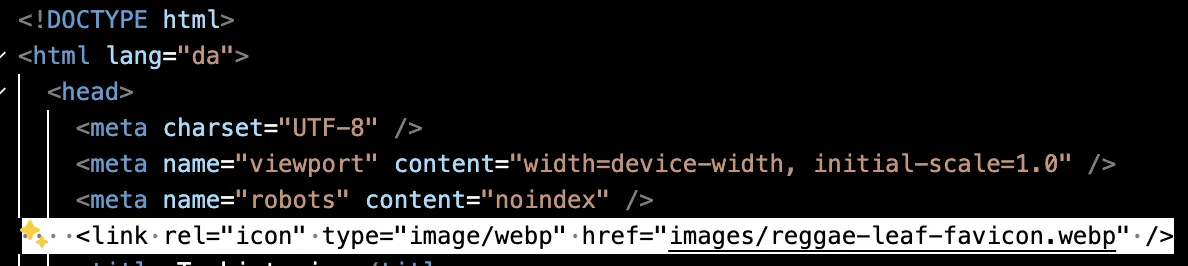 <!DOCTYPE html>
<html lang="da">
<head>
<meta charset="UTF-8" />
<meta name="viewport" content="width=device-width, initial-scale=1.0" />
<meta name="robots" content="noindex" />
<link rel="icon" type="image/webp" href="images/reggae-leaf-favicon.webp" />